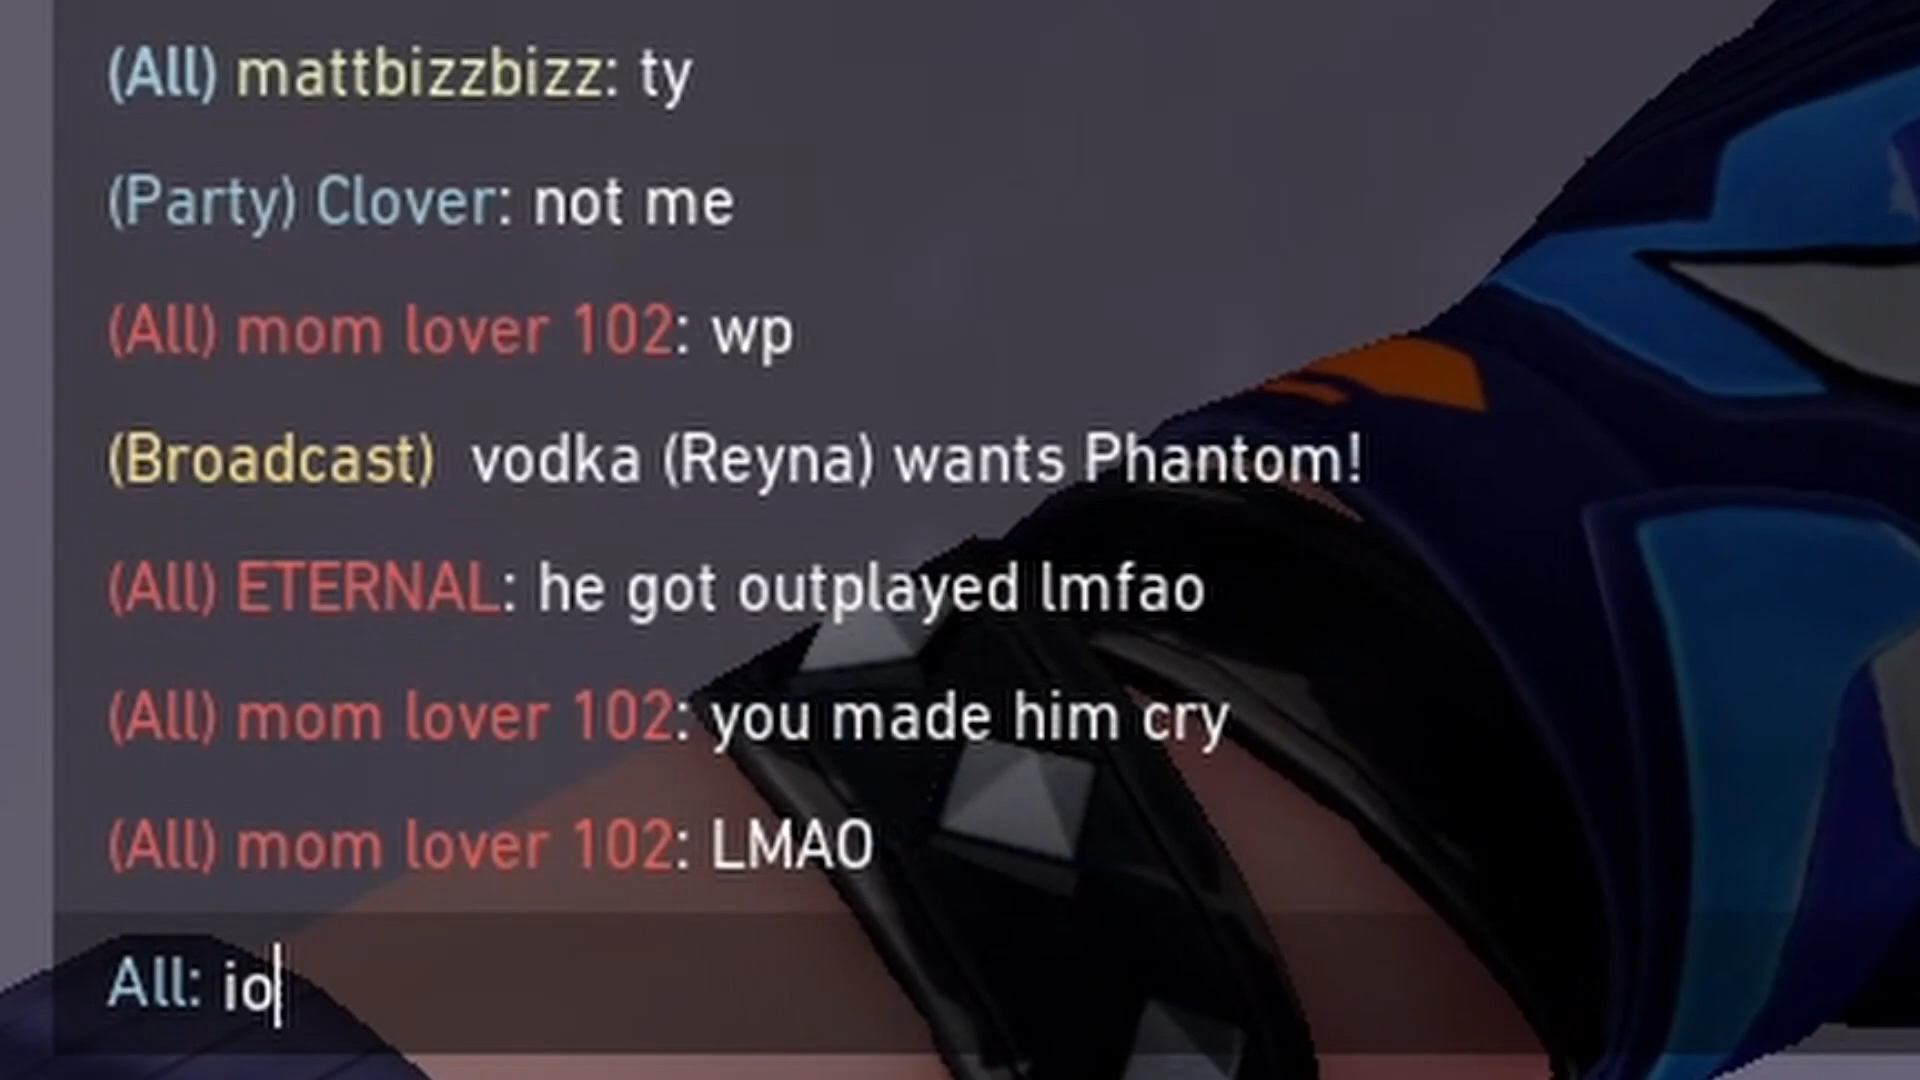 (All) mattbizzbizz: ty
(Party) Clover: not me
(All) mom lover 102: wp
(Broadcast) vodka (Reyna) wants Phantom!
(All) ETERNAL: he got outplayed lmfao
(All) mom lover 102: you made him cry
(All) mom lover 102: LMAO
All: io